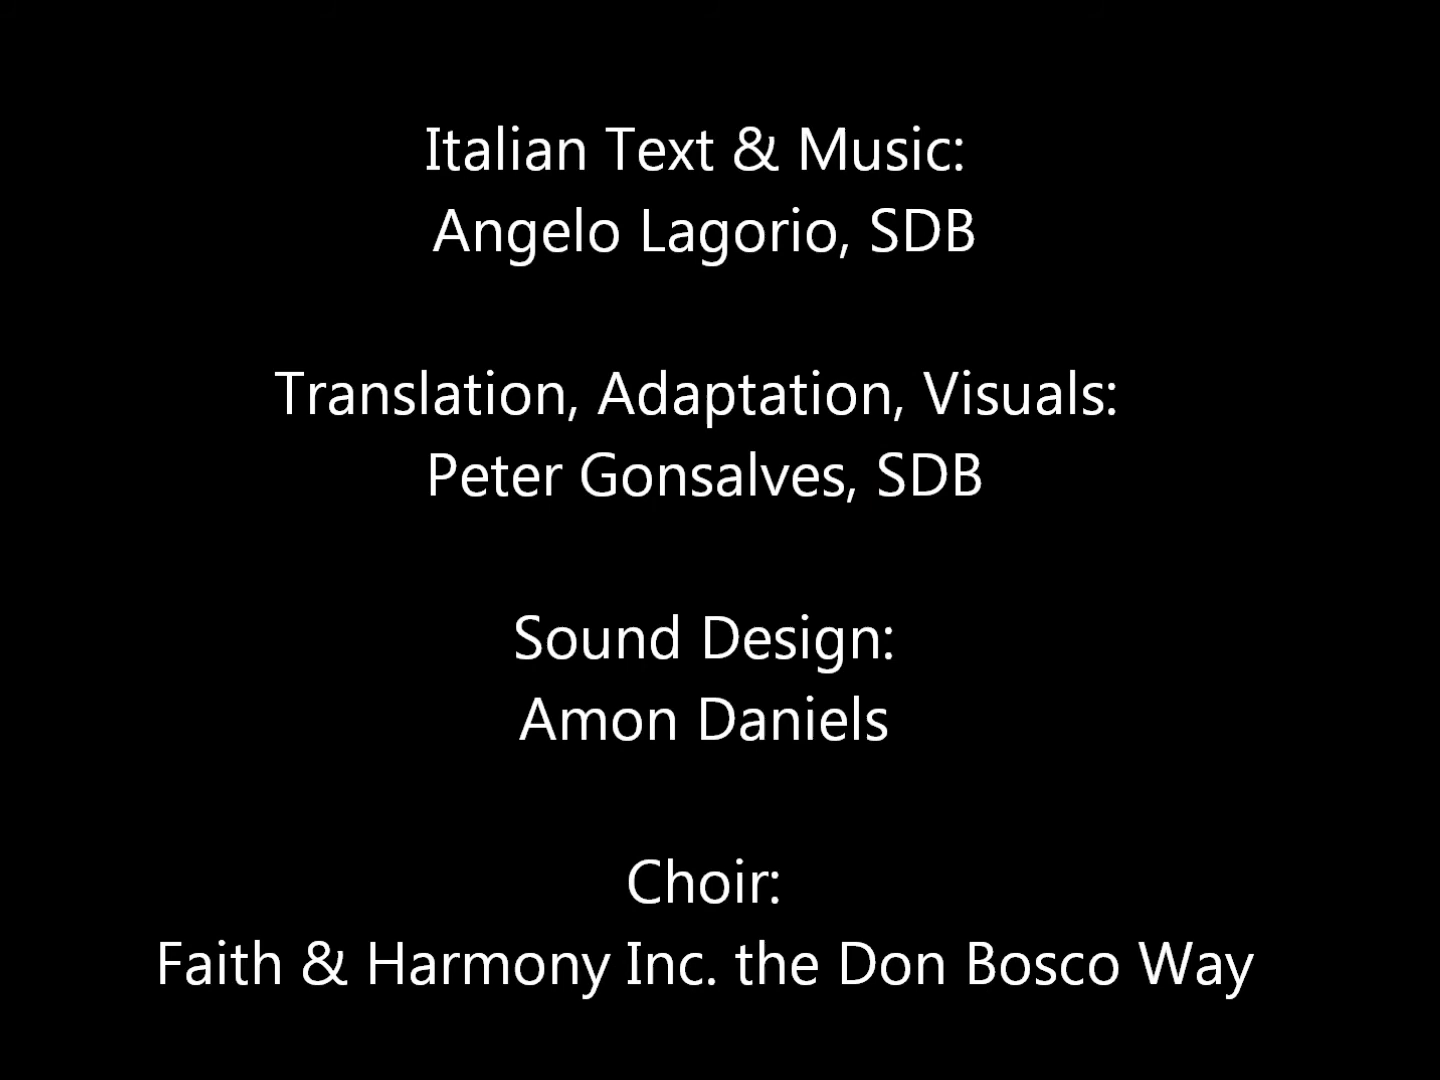 Italian Text & Music:
Angelo Lagorio, SDB
Translation, Adaptation, Visuals:
Peter Gonsalves, SDB
Sound Design:
Amon Daniels
Choir:
Faith & Harmony Inc. the Don Bosco Way